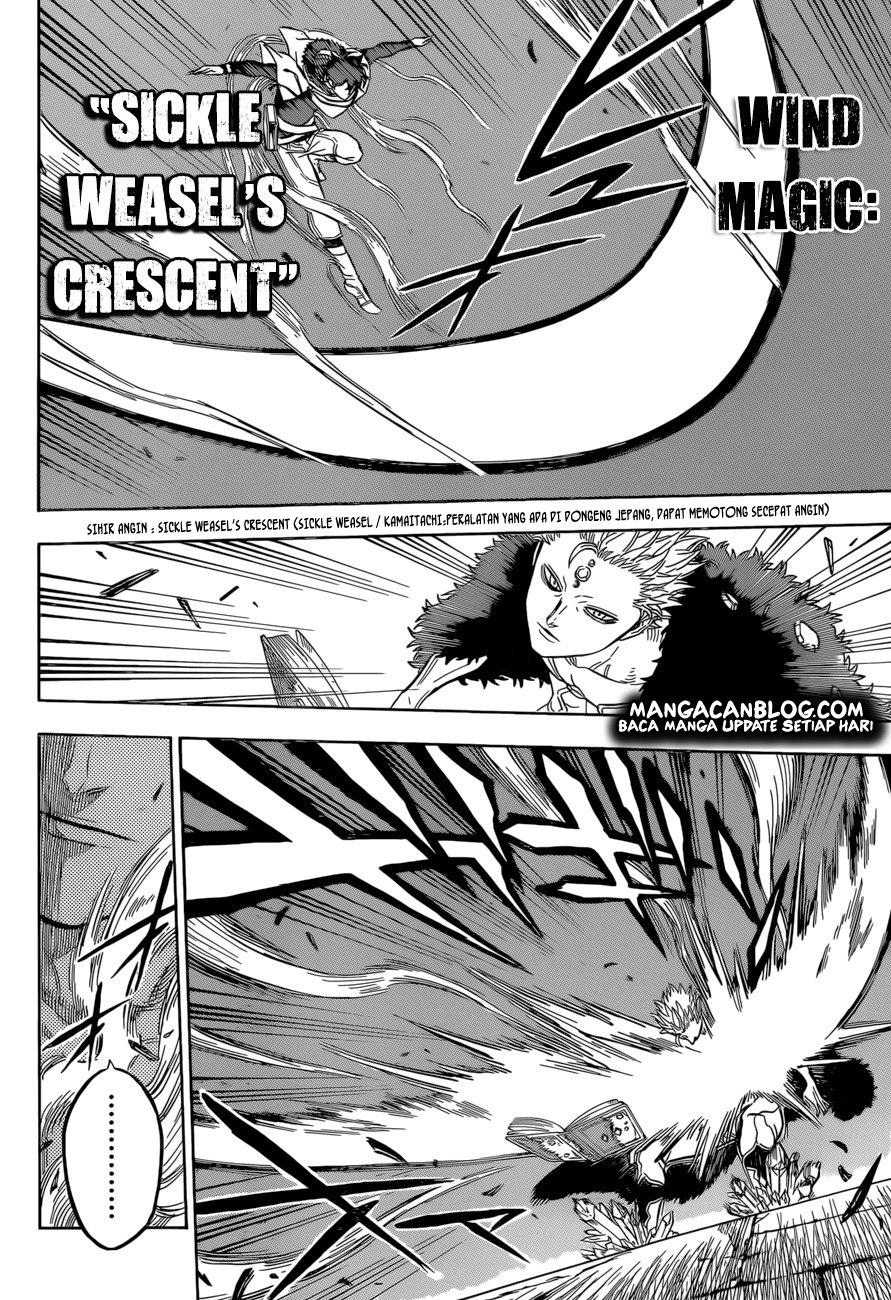 WIND
MAGIC:
“SICKLE
WEASEL'S
CRESCENT”
SIHIR ANGIN : SICKLE WEASEL'S CRESCENT (SICKLE WEASEL / KAMAITACHI:PERALATAN YANG ADA DI DONGENG JEPANG, DAPAT MEMOTONG SECEPAT ANGIN)
MANGACANBLOG.COM
BACA MANGA UPDATE SETIAP HARI
.........